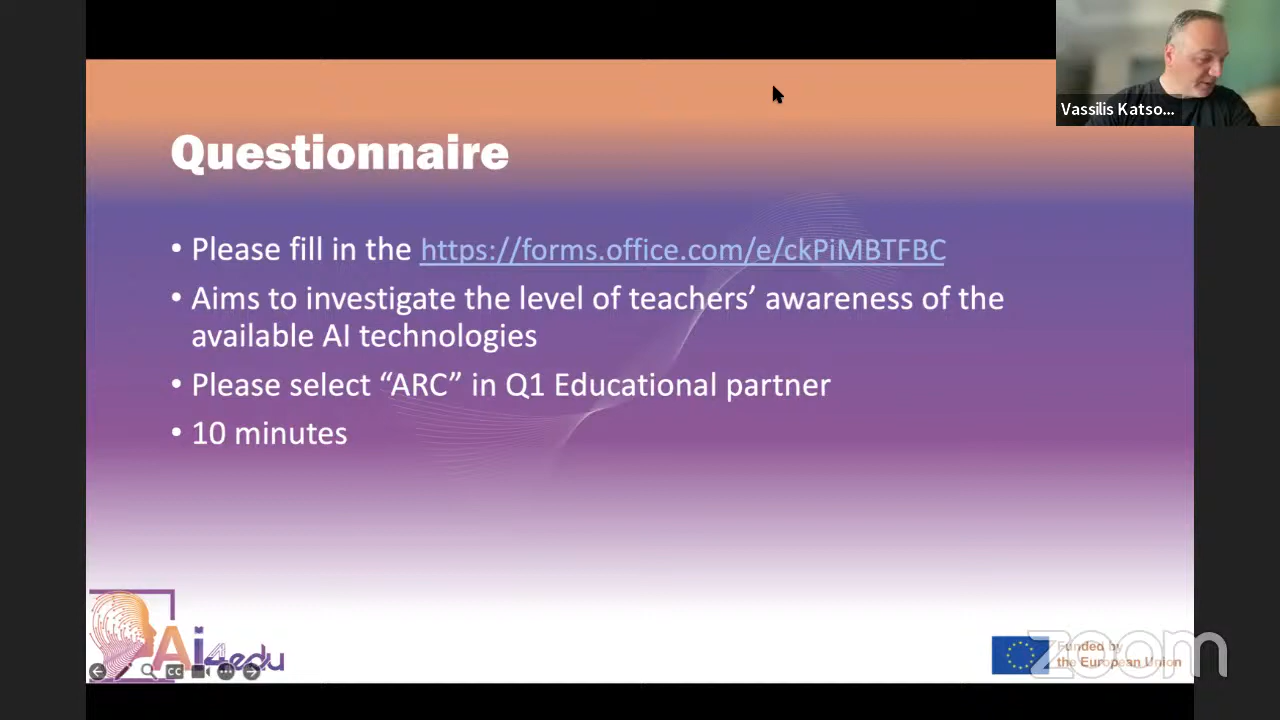 Vassilis Katso...
Questionnaire
• Please fill in the https://forms.office.com/e/ckPiMBTFBC
• Aims to investigate the level of teachers’ awareness of the
available AI technologies
• Please select “ARC” in Q1 Educational partner
• 10 minutes
Ai4edu
CC
zoom
Funded by
the European Union